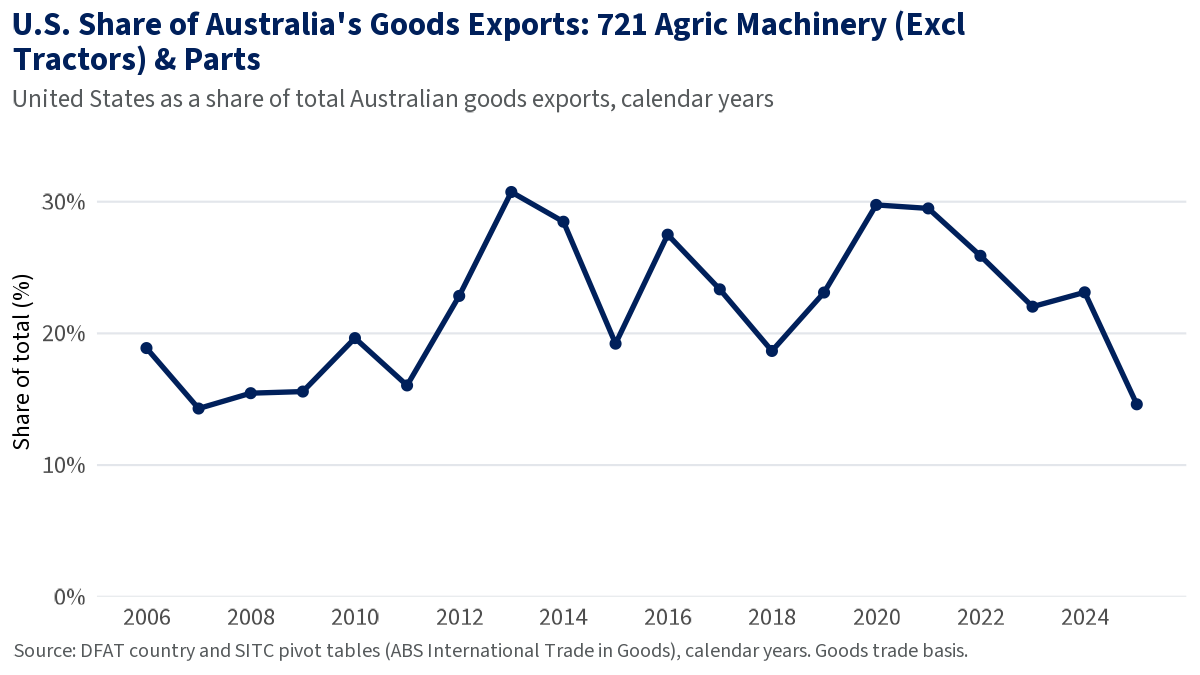 U.S. Share of Australia's Goods Exports: 721 Agric Machinery (Excl
Tractors) & Parts
United States as a share of total Australian goods exports, calendar years
Share of total (%)
30%
20%
10%
0%
2006 2008 2010 2012 2014 2016 2018 2020 2022 2024
Source: DFAT country and SITC pivot tables (ABS International Trade in Goods), calendar years. Goods trade basis.